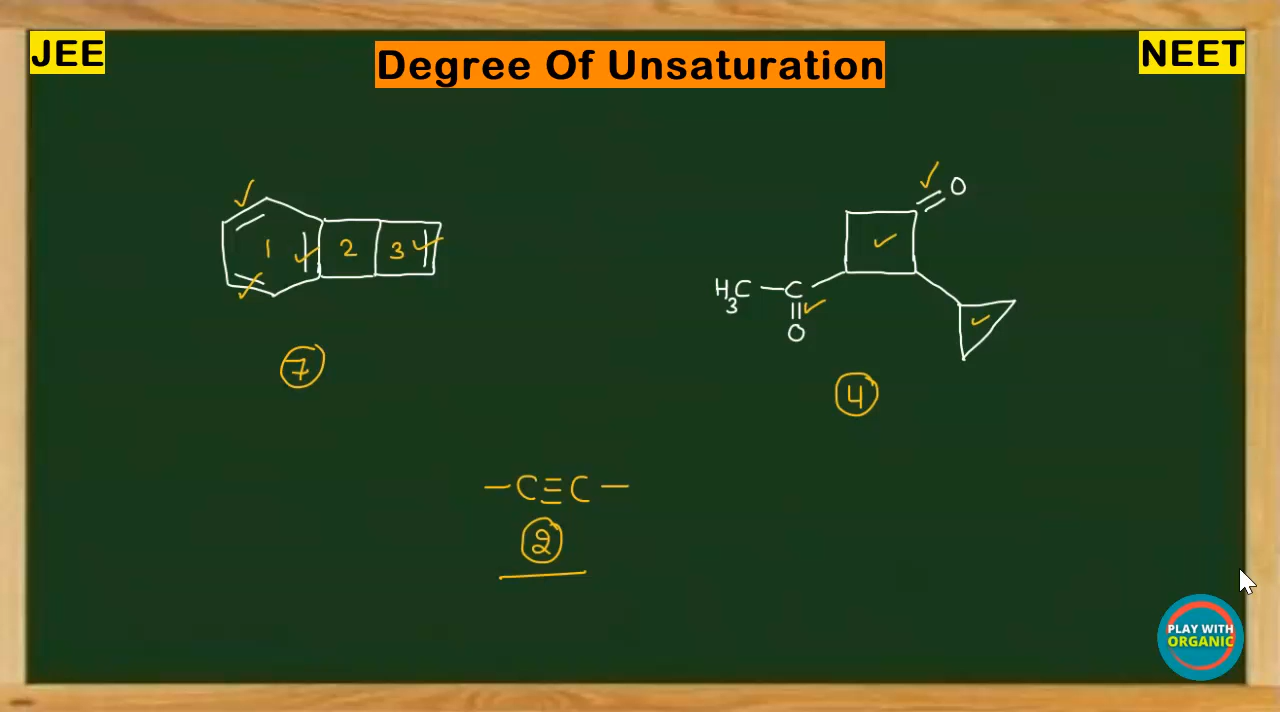 JEE
Degree Of Unsaturation
NEET
1 2 3
7
O
H3C — C
O
4
— C ≡ C —
2
PLAY WITH
ORGANIC